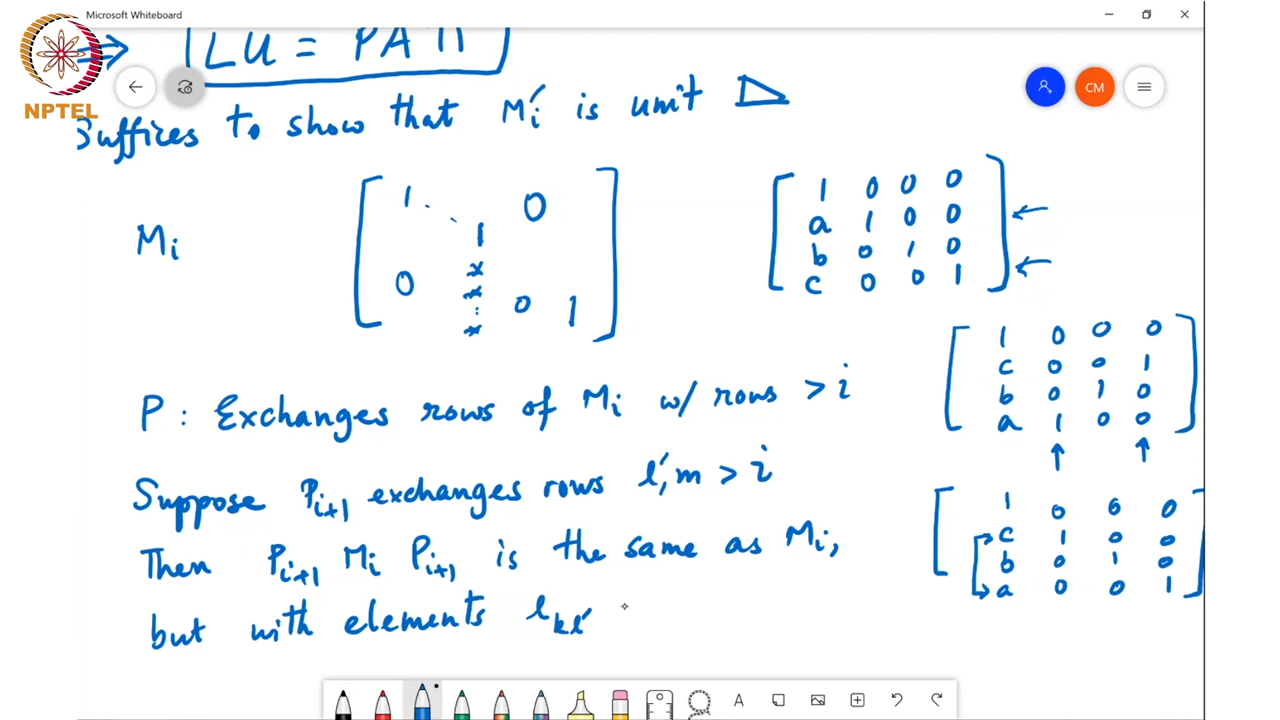 Microsoft Whiteboard
NPTEL
CM
⇒ LU = PAΠ
Suffices to show that Mᵢ′ is unit ◺
Mᵢ
1 . . 0
1
0 x
x 0 1
:
x
1 0 0 0
a 1 0 0 ←
b 0 1 0
c 0 0 1 ←
1 0 0 0
c 0 0 1
b 0 1 0
a 1 0 0
↑ ↑
P : Exchanges rows of Mᵢ w/ rows > i
Suppose Pᵢ₊₁ exchanges rows l′, m > i
Then Pᵢ₊₁ Mᵢ Pᵢ₊₁ is the same as Mᵢ,
but with elements l_{kl′}
1 0 0 0
c 1 0 0
b 0 1 0
a 0 0 1
A